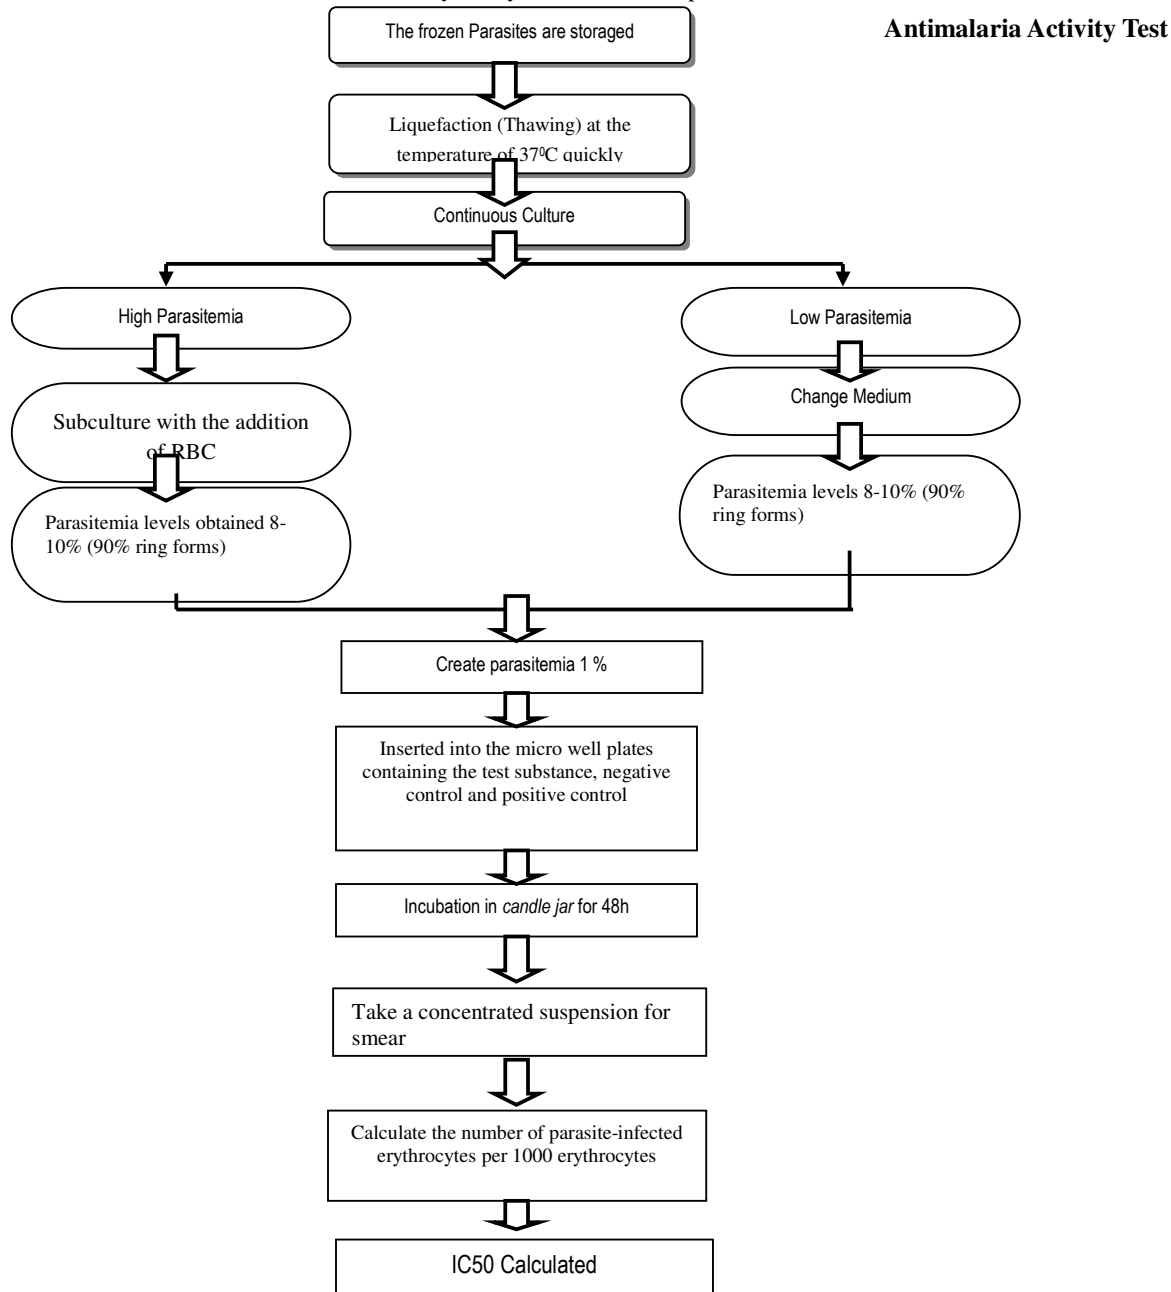 Antimalaria Activity Test
The frozen Parasites are storaged
Liquefaction (Thawing) at the
temperature of 37⁰C quickly
Continuous Culture
High Parasitemia
Low Parasitemia
Subculture with the addition
of RBC
Change Medium
Parasitemia levels obtained 8-
10% (90% ring forms)
Parasitemia levels 8-10% (90%
ring forms)
Create parasitemia 1 %
Inserted into the micro well plates
containing the test substance, negative
control and positive control
Incubation in candle jar for 48h
Take a concentrated suspension for
smear
Calculate the number of parasite-infected
erythrocytes per 1000 erythrocytes
IC50 Calculated